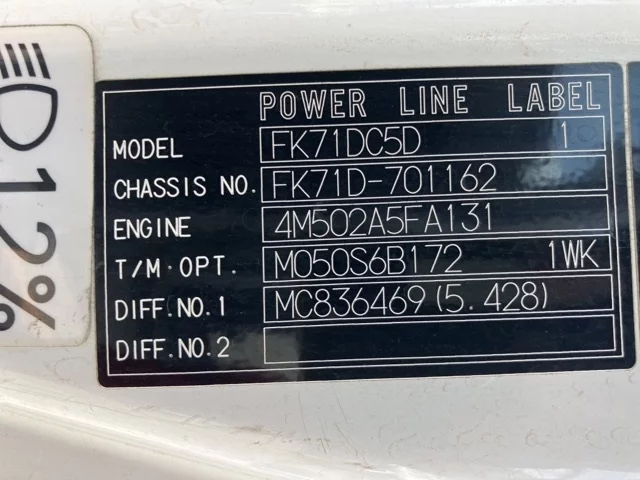 POWER LINE LABEL
MODEL FK71DC5D 1
CHASSIS NO. FK71D-701162
ENGINE 4M502A5FA131
T/M·OPT. M050S6B172 1WK
DIFF.NO.1 MC836469(5.428)
DIFF.NO.2
12%